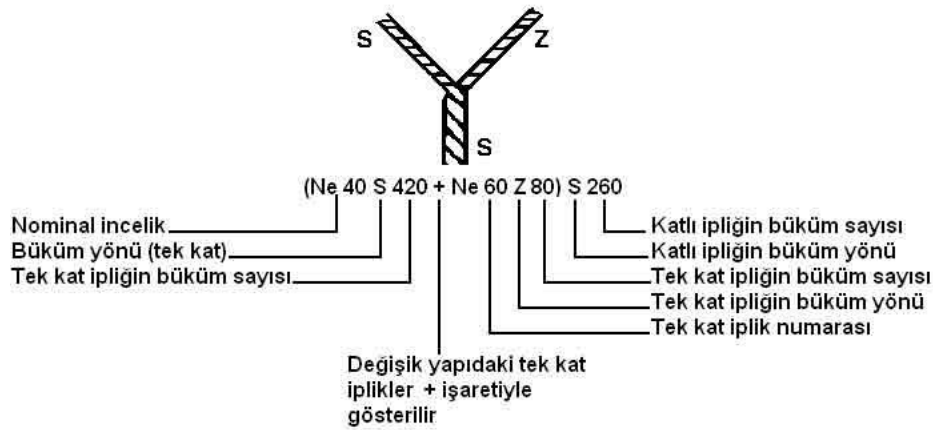 S
Z
S
(Ne 40 S 420 + Ne 60 Z 80) S 260
Nominal incelik
Büküm yönü (tek kat)
Tek kat ipliğin büküm sayısı
Katlı ipliğin büküm sayısı
Katlı ipliğin büküm yönü
Tek kat ipliğin büküm sayısı
Tek kat ipliğin büküm yönü
Tek kat iplik numarası
Değişik yapıdaki tek kat
iplikler + işaretiyle
gösterilir